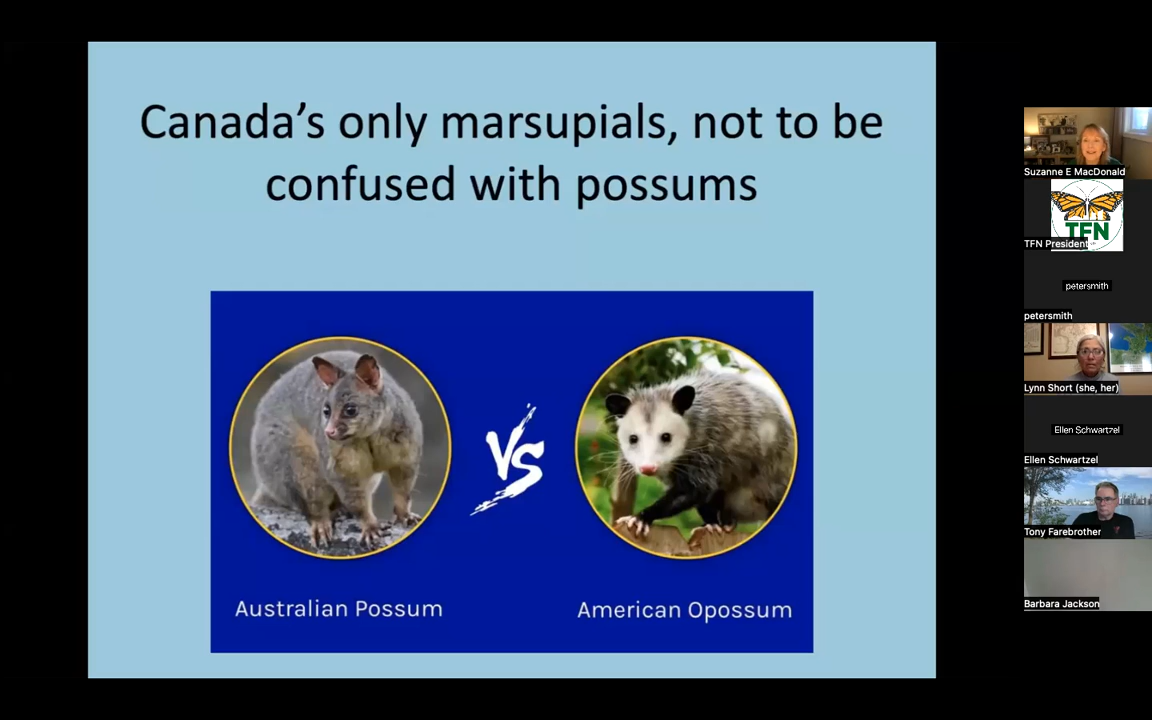 Canada's only marsupials, not to be
confused with possums
VS
Australian Possum
American Opossum
Suzanne E MacDonald
TFN
TFN President
petersmith
petersmith
Lynn Short (she, her)
Ellen Schwartzel
Ellen Schwartzel
Tony Farebrother
Barbara Jackson